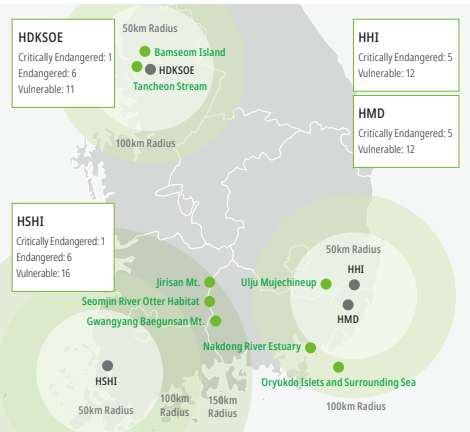 HDKSOE
Critically Endangered: 1
Endangered: 6
Vulnerable: 11
50km Radius
Bamseom Island
HDKSOE
Tancheon Stream
100km Radius
HHI
Critically Endangered: 5
Vulnerable: 12
HMD
Critically Endangered: 5
Vulnerable: 12
HSHI
Critically Endangered: 1
Endangered: 6
Vulnerable: 16
Jirisan Mt.
Seomjin River Otter Habitat
Gwangyang Baegunsan Mt.
HSHI
50km Radius
100km
Radius
150km
Radius
50km Radius
HHI
Ulju Mujechineup
HMD
Nakdong River Estuary
Oryukdo Islets and Surrounding Sea
100km Radius